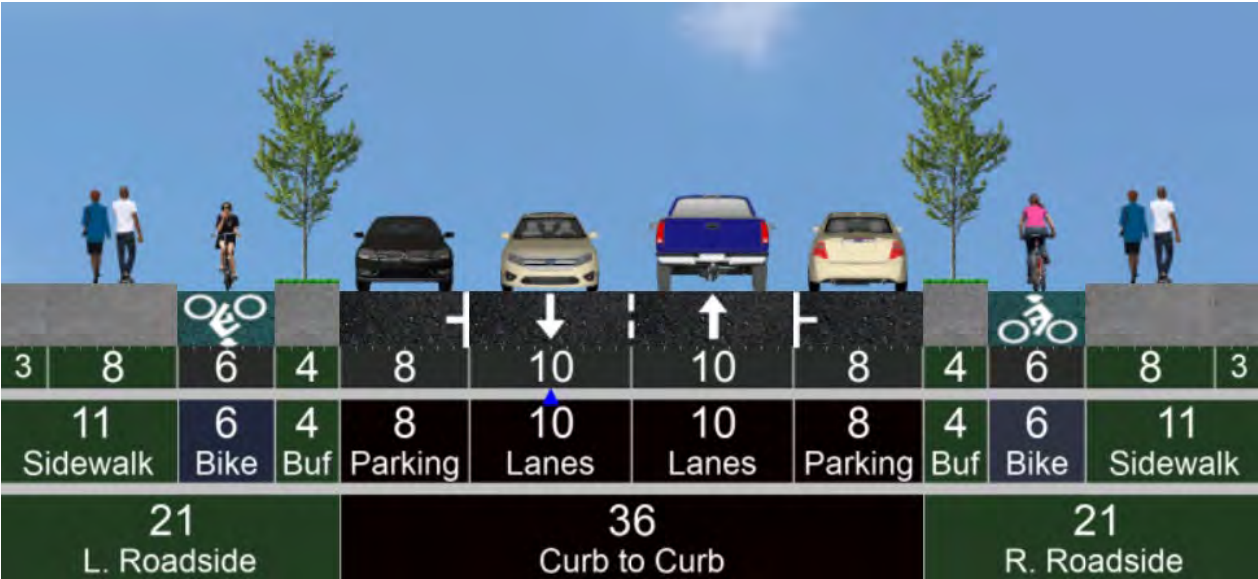 3 8 6 4 8 10 10 8 4 6 8 3
11 6 4 8 10 10 8 4 6 11
Sidewalk Bike Buf Parking Lanes Lanes Parking Buf Bike Sidewalk
21 36 21
L. Roadside Curb to Curb R. Roadside